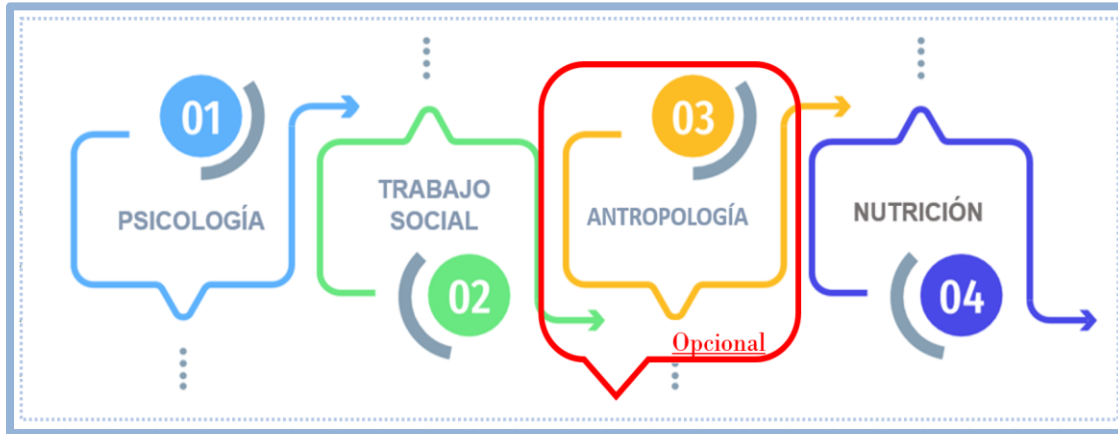 01
PSICOLOGÍA
TRABAJO
SOCIAL
02
03
ANTROPOLOGÍA
Opcional
NUTRICIÓN
04